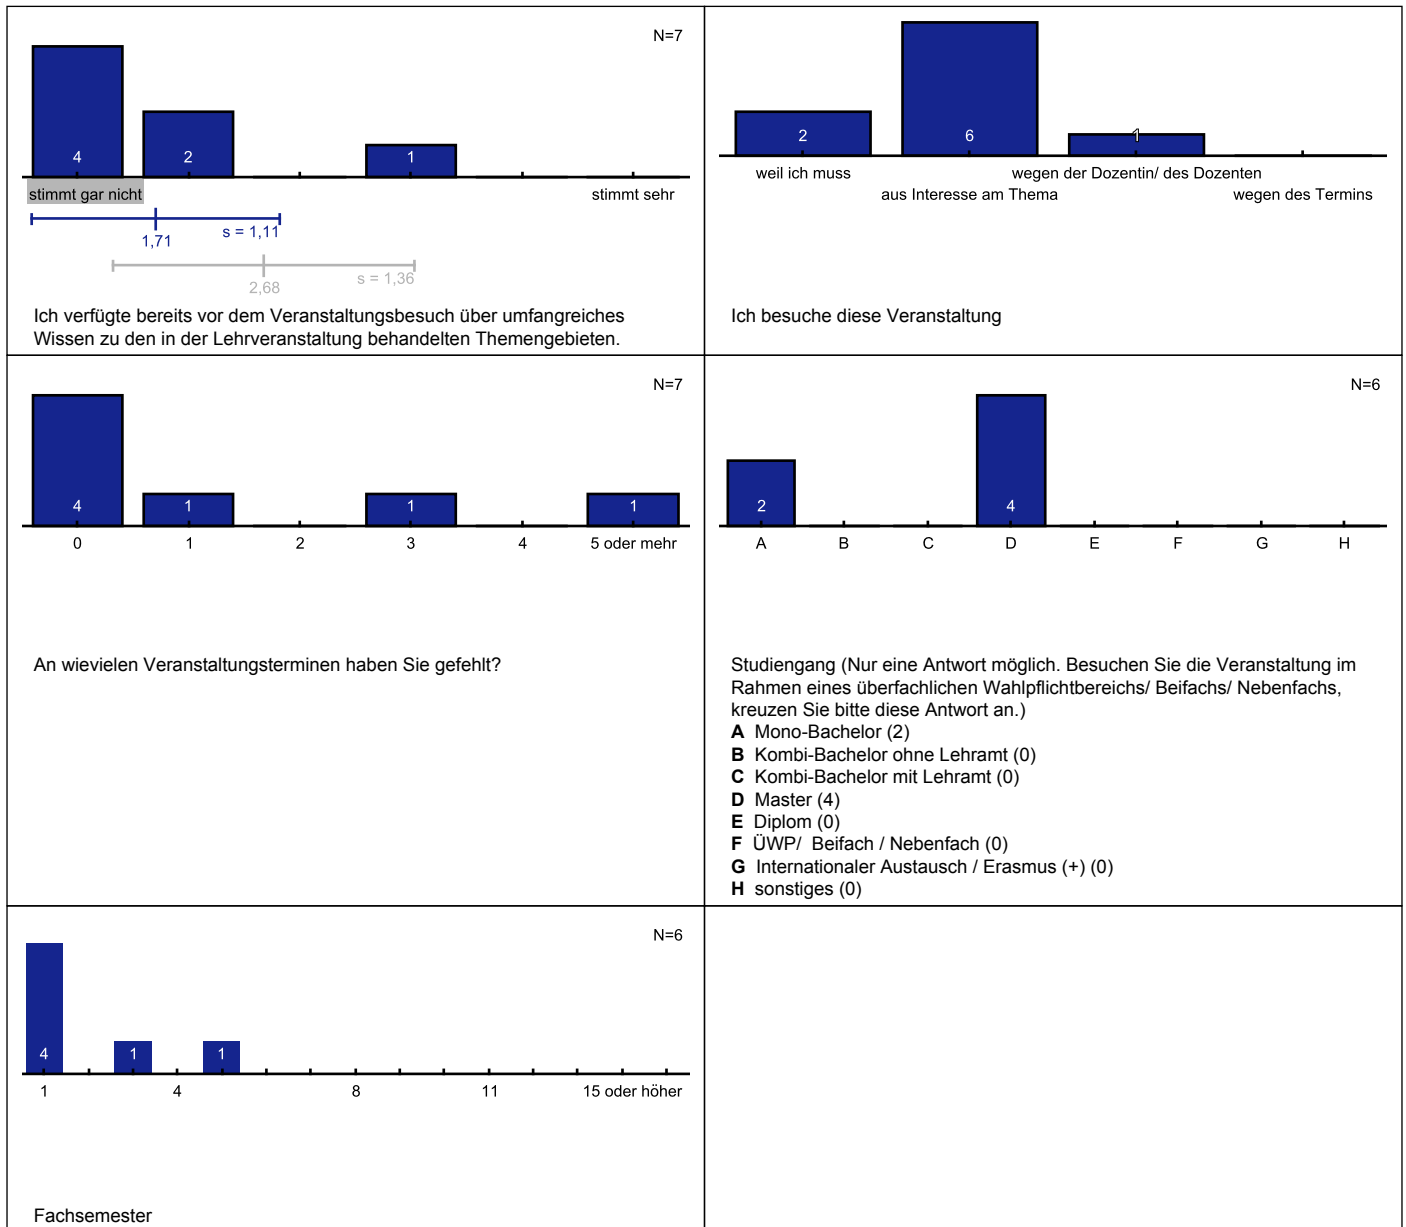 N=7
4
2
1
stimmt gar nicht
stimmt sehr
s = 1,11
1,71
s = 1,36
2,68
Ich verfügte bereits vor dem Veranstaltungsbesuch über umfangreiches
Wissen zu den in der Lehrveranstaltung behandelten Themengebieten.
2
6
1
weil ich muss
wegen der Dozentin/ des Dozenten
aus Interesse am Thema
wegen des Termins
Ich besuche diese Veranstaltung
N=7
4
1
1
1
0 1 2 3 4 5 oder mehr
An wievielen Veranstaltungsterminen haben Sie gefehlt?
N=6
2
4
A B C D E F G H
Studiengang (Nur eine Antwort möglich. Besuchen Sie die Veranstaltung im
Rahmen eines überfachlichen Wahlpflichtbereichs/ Beifachs/ Nebenfachs,
kreuzen Sie bitte diese Antwort an.)
A Mono-Bachelor (2)
B Kombi-Bachelor ohne Lehramt (0)
C Kombi-Bachelor mit Lehramt (0)
D Master (4)
E Diplom (0)
F ÜWP/ Beifach / Nebenfach (0)
G Internationaler Austausch / Erasmus (+) (0)
H sonstiges (0)
N=6
4
1
1
1 4 8 11 15 oder höher
Fachsemester